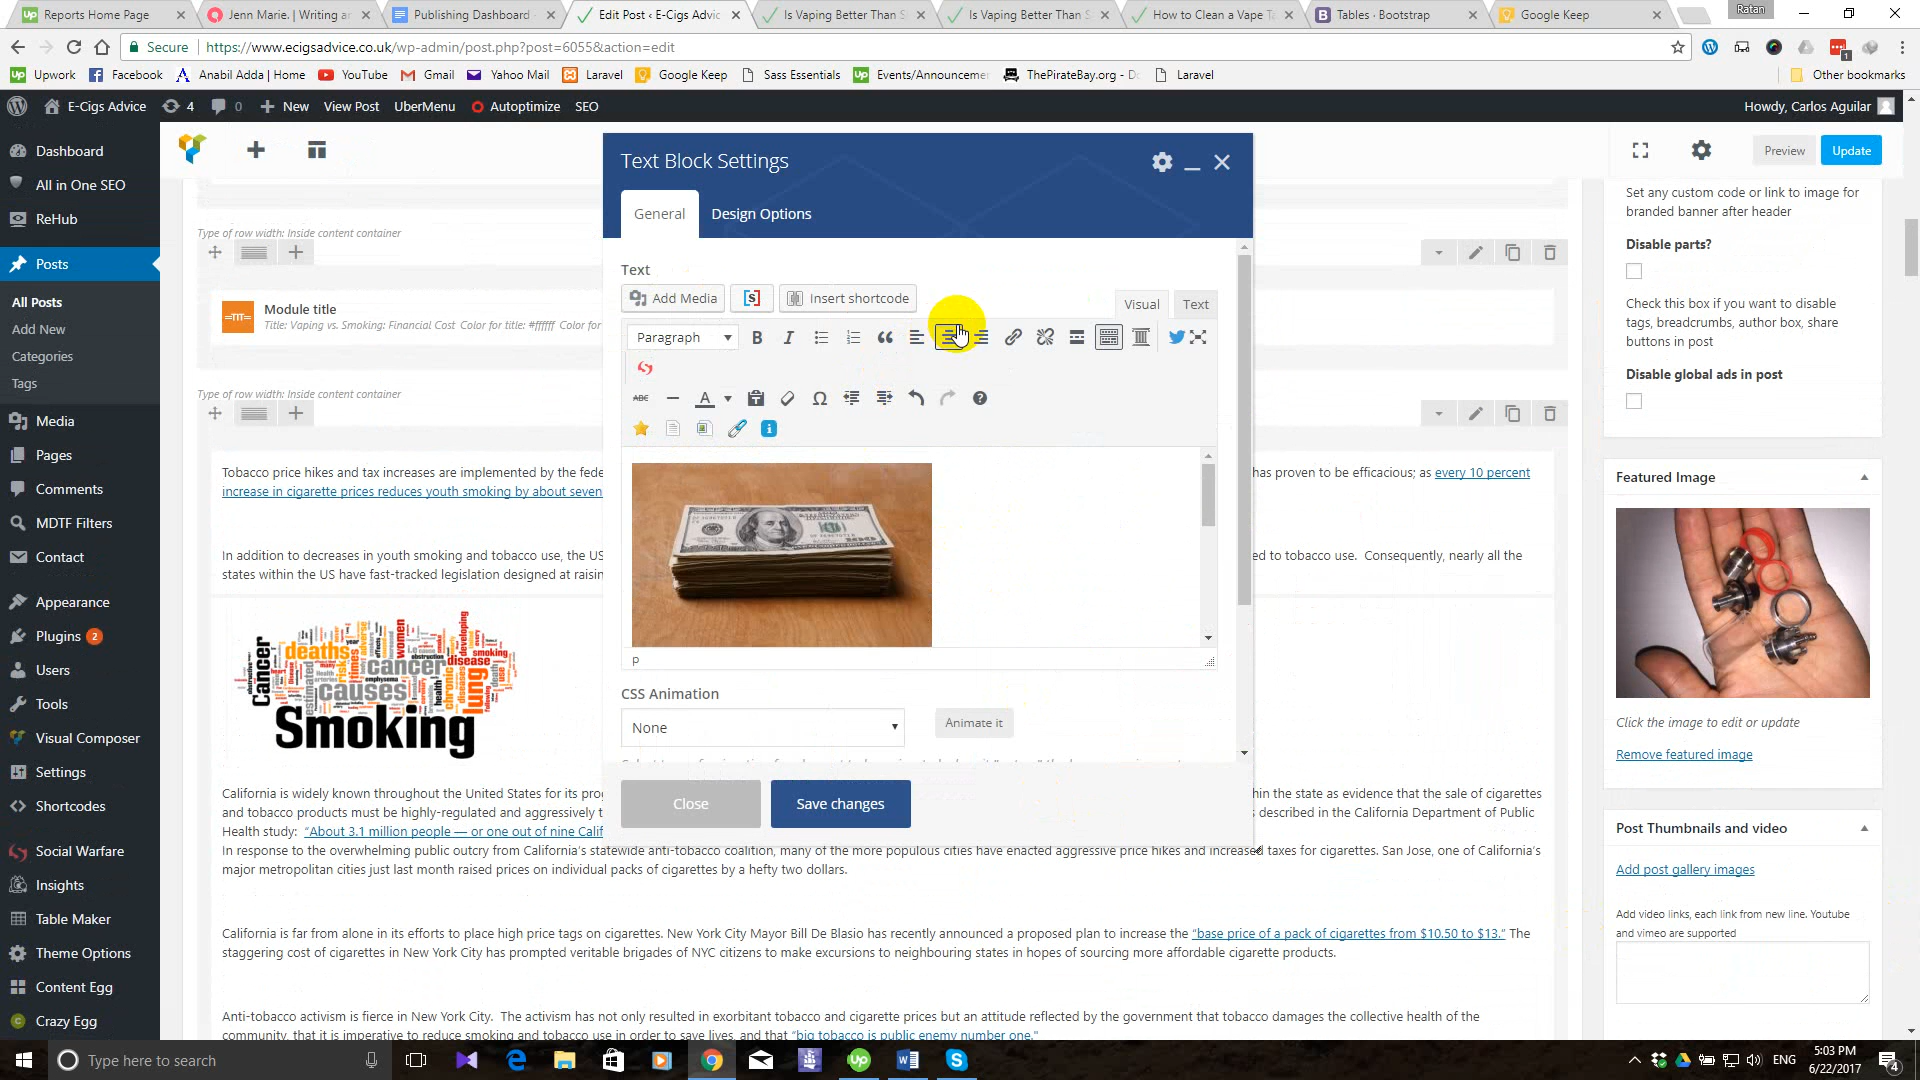 Reports Home Page
Jenn Marie. | Writing a
Publishing Dashboard
Edit Post ‹ E-Cigs Advic
Is Vaping Better Than S
Is Vaping Better Than S
How to Clean a Vape Ta
Tables · Bootstrap
Google Keep
Ratan
Secure
https://www.ecigsadvice.co.uk/wp-admin/post.php?post=6055&action=edit
Upwork
Facebook
Anabil Adda | Home
YouTube
Gmail
Yahoo Mail
Laravel
Google Keep
Sass Essentials
Events/Announceme
ThePirateBay.org - D
Laravel
Other bookmarks
E-Cigs Advice
4
0
New
View Post
UberMenu
Autoptimize
SEO
Howdy, Carlos Aguilar
Dashboard
All in One SEO
ReHub
Posts
All Posts
Add New
Categories
Tags
Media
Pages
Comments
MDTF Filters
Contact
Appearance
Plugins 2
Users
Tools
Visual Composer
Settings
Shortcodes
Social Warfare
Insights
Table Maker
Theme Options
Content Egg
Crazy Egg
Preview
Update
Type of row width: Inside content container
=TTT=
Module title
Title: Vaping vs. Smoking: Financial Cost Color for title: #ffffff Color for
Type of row width: Inside content container
Tobacco price hikes and tax increases are implemented by the fede
has proven to be efficacious; as every 10 percent
increase in cigarette prices reduces youth smoking by about seven
In addition to decreases in youth smoking and tobacco use, the US
ed to tobacco use. Consequently, nearly all the
states within the US have fast-tracked legislation designed at raisin
Cancer
deaths
women
developing
smoking
disease
cancer
emphysema
causes
estimated
lung
Smoking
California is widely known throughout the United States for its pro
hin the state as evidence that the sale of cigarettes
and tobacco products must be highly-regulated and aggressively t
described in the California Department of Public
Health study: “About 3.1 million people — or one out of nine Calif
In response to the overwhelming public outcry from California’s statewide anti-tobacco coalition, many of the more populous cities have enacted aggressive price hikes and increased taxes for cigarettes. San Jose, one of California’s
major metropolitan cities just last month raised prices on individual packs of cigarettes by a hefty two dollars.
California is far from alone in its efforts to place high price tags on cigarettes. New York City Mayor Bill De Blasio has recently announced a proposed plan to increase the “base price of a pack of cigarettes from $10.50 to $13.” The
staggering cost of cigarettes in New York City has prompted veritable brigades of NYC citizens to make excursions to neighbouring states in hopes of sourcing more affordable cigarette products.
Anti-tobacco activism is fierce in New York City. The activism has not only resulted in exorbitant tobacco and cigarette prices but an attitude reflected by the government that tobacco damages the collective health of the
community, that it is imperative to reduce smoking and tobacco use in order to save lives, and that “big tobacco is public enemy number one.”
Text Block Settings
General
Design Options
Text
Add Media
[S]
Insert shortcode
Visual
Text
Paragraph
B
I
ABC
A
Ω
p
CSS Animation
None
Animate it
Close
Save changes
Set any custom code or link to image for
branded banner after header
Disable parts?
Check this box if you want to disable
tags, breadcrumbs, author box, share
buttons in post
Disable global ads in post
Featured Image
Click the image to edit or update
Remove featured image
Post Thumbnails and video
Add post gallery images
Add video links, each link from new line. Youtube
and vimeo are supported
Type here to search
ENG
5:03 PM
6/22/2017
4